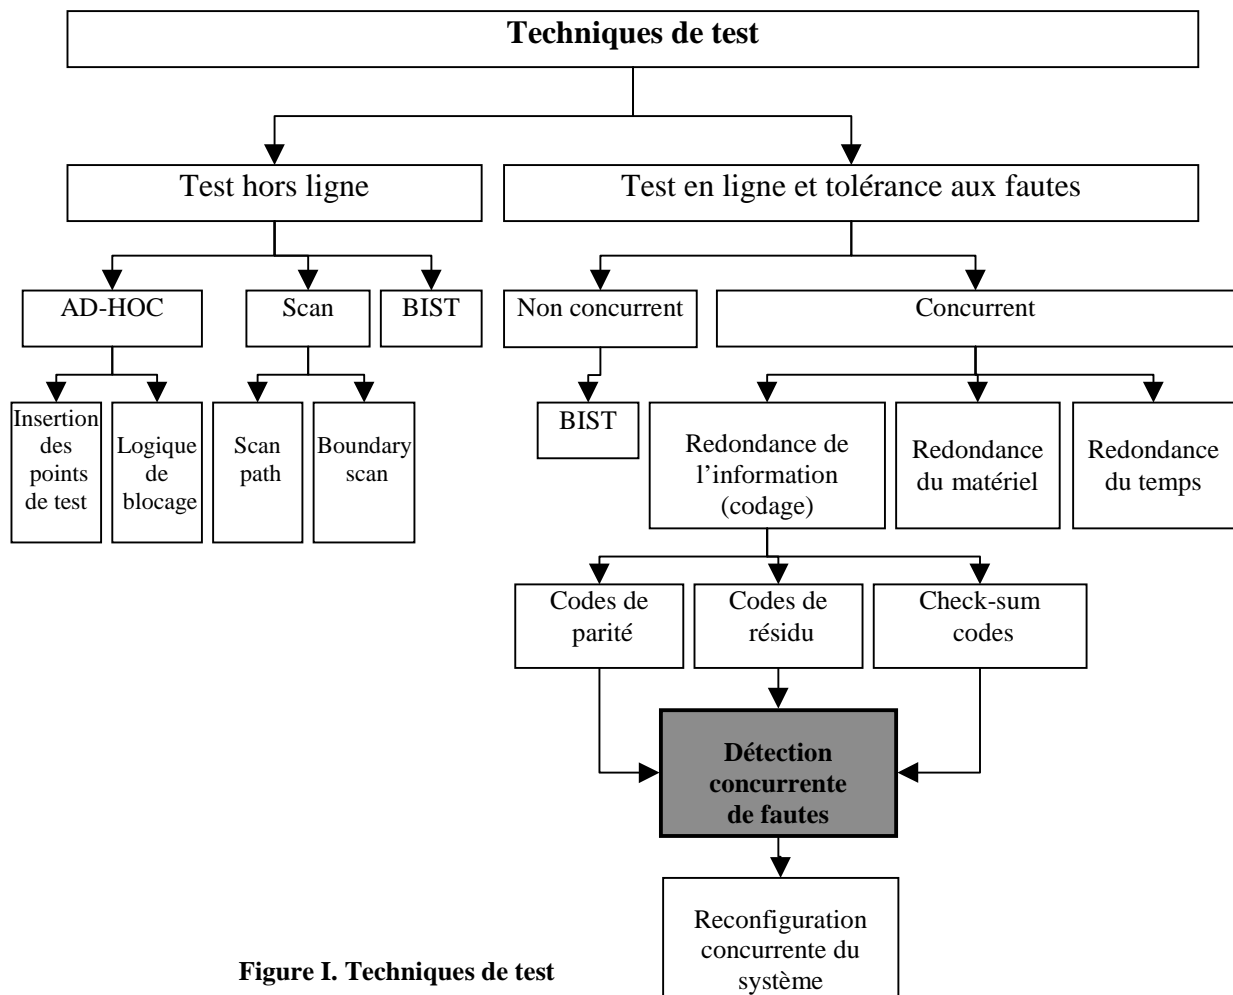 Techniques de test
Test hors ligne
Test en ligne et tolérance aux fautes
AD-HOC
Scan
BIST
Non concurrent
Concurrent
Insertion
des
points
de test
Logique
de
blocage
Scan
path
Boundary
scan
BIST
Redondance de
l’information
(codage)
Redondance
du matériel
Redondance
du temps
Codes de
parité
Codes de
résidu
Check-sum
codes
Détection
concurrente
de fautes
Reconfiguration
concurrente du
système
Figure I. Techniques de test